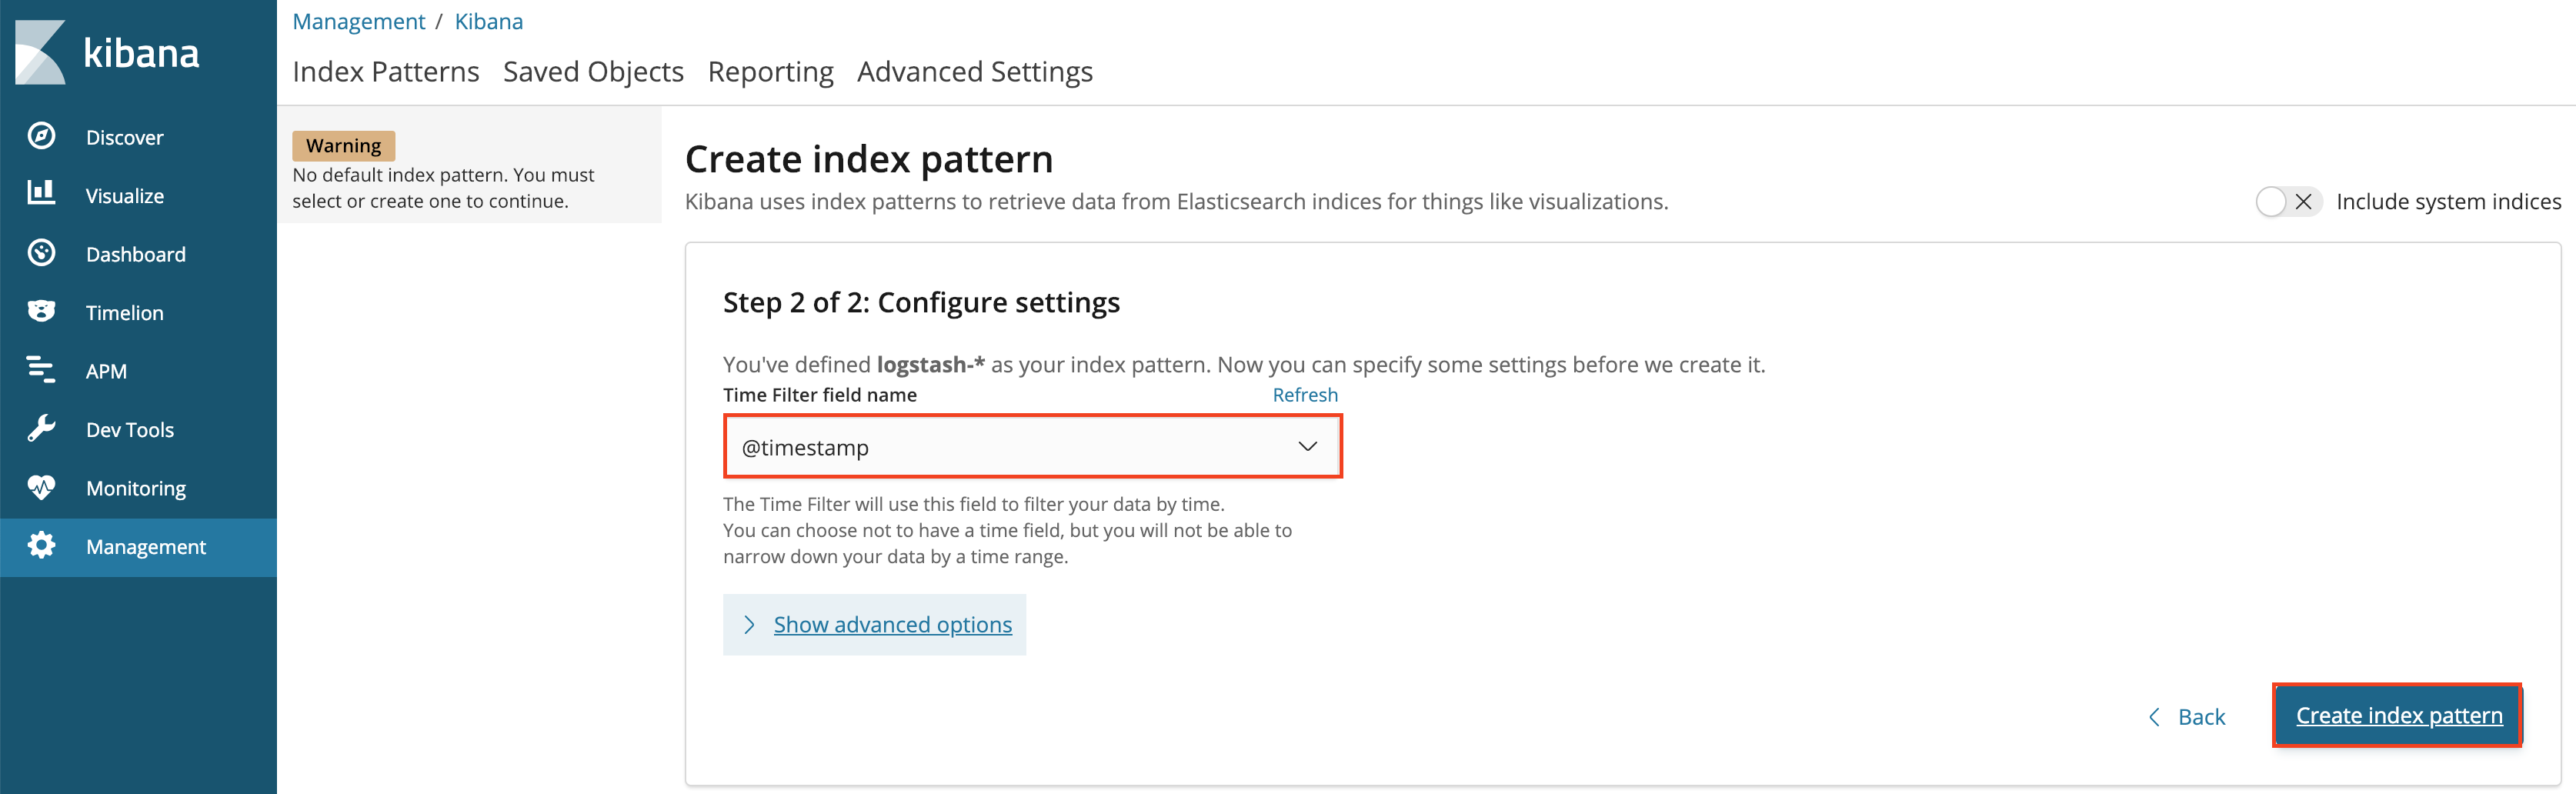 kibana
Discover
Visualize
Dashboard
Timelion
APM
Dev Tools
Monitoring
Management
Management / Kibana
Index Patterns Saved Objects Reporting Advanced Settings
Warning
No default index pattern. You must
select or create one to continue.
Create index pattern
Kibana uses index patterns to retrieve data from Elasticsearch indices for things like visualizations.
Include system indices
Step 2 of 2: Configure settings
You've defined logstash-* as your index pattern. Now you can specify some settings before we create it.
Time Filter field name Refresh
@timestamp
The Time Filter will use this field to filter your data by time.
You can choose not to have a time field, but you will not be able to
narrow down your data by a time range.
Show advanced options
Back
Create index pattern